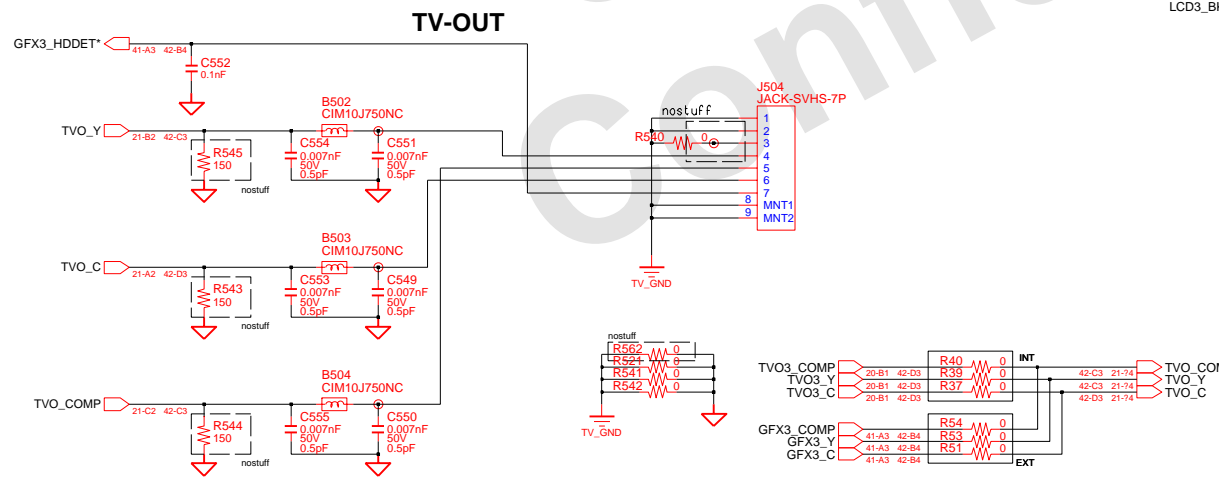 TV-OUT
LCD3_B
GFX3_HDDET*
41-A3 42-B4
C552
0.1nF
B502
CIM10J750NC
TVO_Y
21-B2 42-C3
R545
150
nostuff
C554
0.007nF
50V
0.5pF
C551
0.007nF
50V
0.5pF
J504
JACK-SVHS-7P
nostuff
R540
0
1
2
3
4
5
6
7
8
MNT1
9
MNT2
TV_GND
B503
CIM10J750NC
TVO_C
21-A2 42-D3
R543
150
nostuff
C553
0.007nF
50V
0.5pF
C549
0.007nF
50V
0.5pF
B504
CIM10J750NC
TVO_COMP
21-C2 42-C3
R544
150
nostuff
C555
0.007nF
50V
0.5pF
C550
0.007nF
50V
0.5pF
nostuff
R562 0
R521 0
R541 0
R542 0
TV_GND
TVO3_COMP 20-B1 42-D3 R40 0 INT
TVO3_Y 20-B1 42-D3 R39 0
TVO3_C 20-B1 42-D3 R37 0
42-C3 21-?4 TVO_CO
42-C3 21-?4 TVO_Y
42-D3 21-?4 TVO_C
GFX3_COMP 41-A3 42-B4 R54 0
GFX3_Y 41-A3 42-B4 R53 0
GFX3_C 41-A3 42-B4 R51 0
EXT
Confi